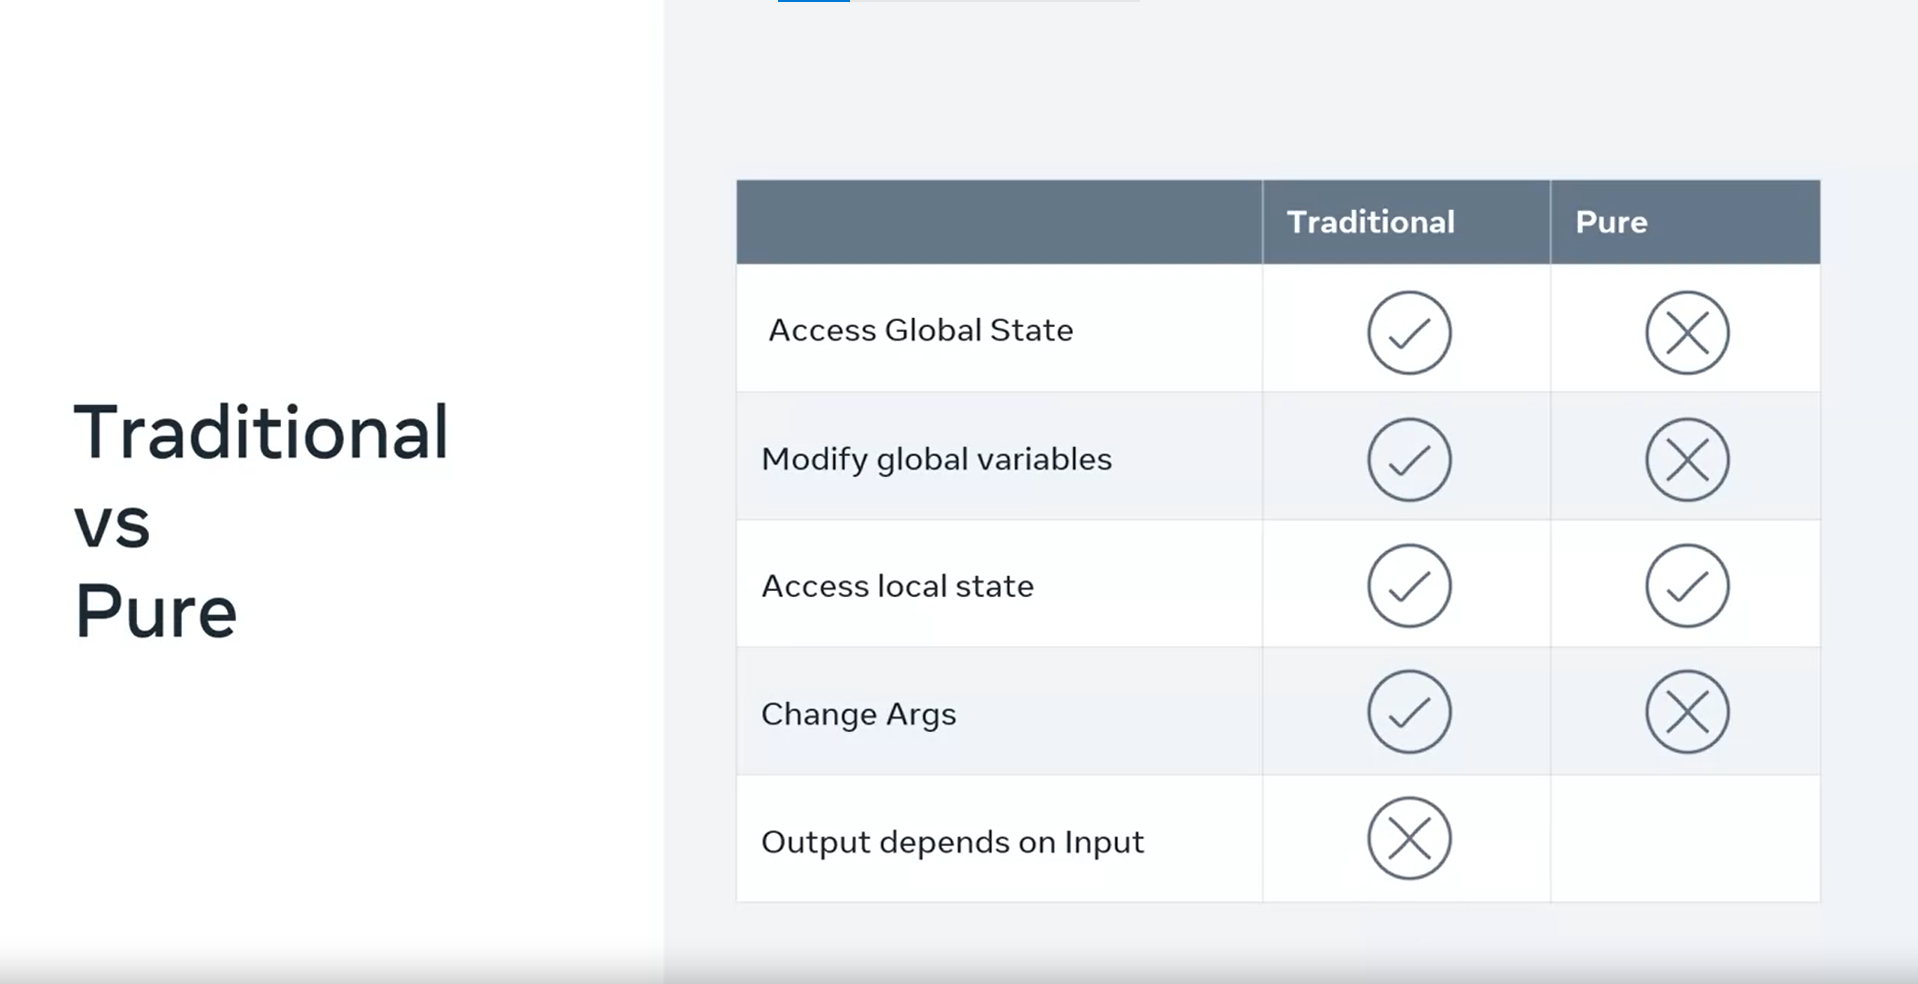 Traditional
vs
Pure
Traditional Pure
Access Global State
Modify global variables
Access local state
Change Args
Output depends on Input